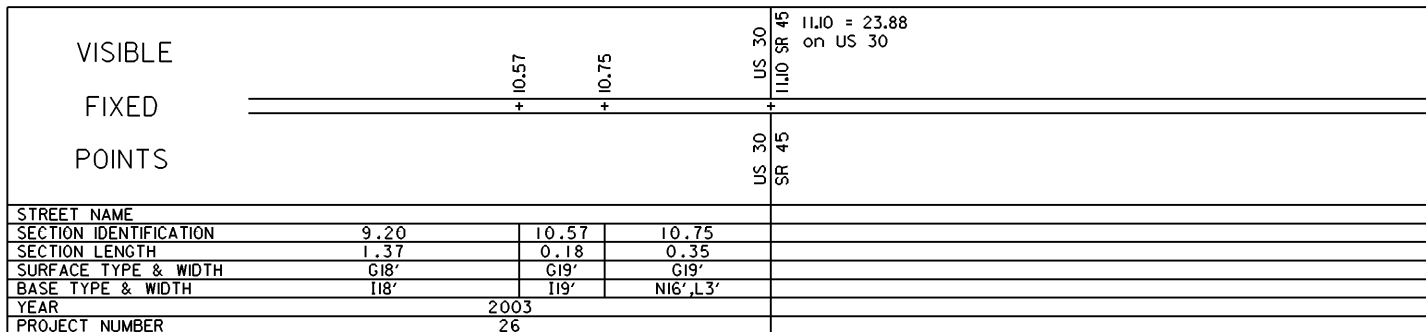 VISIBLE
FIXED
POINTS
10.57
10.75
US 30
11.10 SR 45
11.10 = 23.88
on US 30
US 30
SR 45
STREET NAME
SECTION IDENTIFICATION 9.20 10.57 10.75
SECTION LENGTH 1.37 0.18 0.35
SURFACE TYPE & WIDTH G18' G19' G19'
BASE TYPE & WIDTH I18' I19' N16',L3'
YEAR 2003
PROJECT NUMBER 26